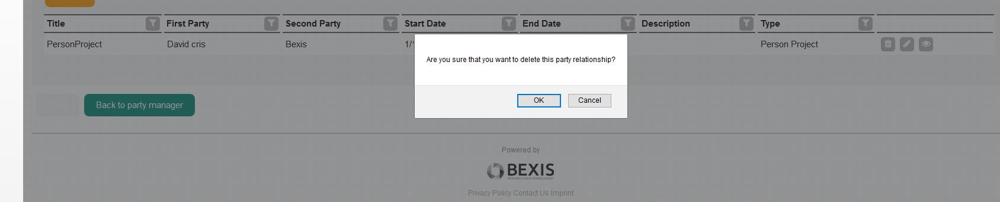 Title First Party Second Party Start Date End Date Description Type
PersonProject David cris Bexis 1/1 Person Project
Are you sure that you want to delete this party relationship?
OK Cancel
Back to party manager
Powered by
BEXIS
RESEARCH DATA MANAGEMENT
Privacy Policy Contact Us Imprint